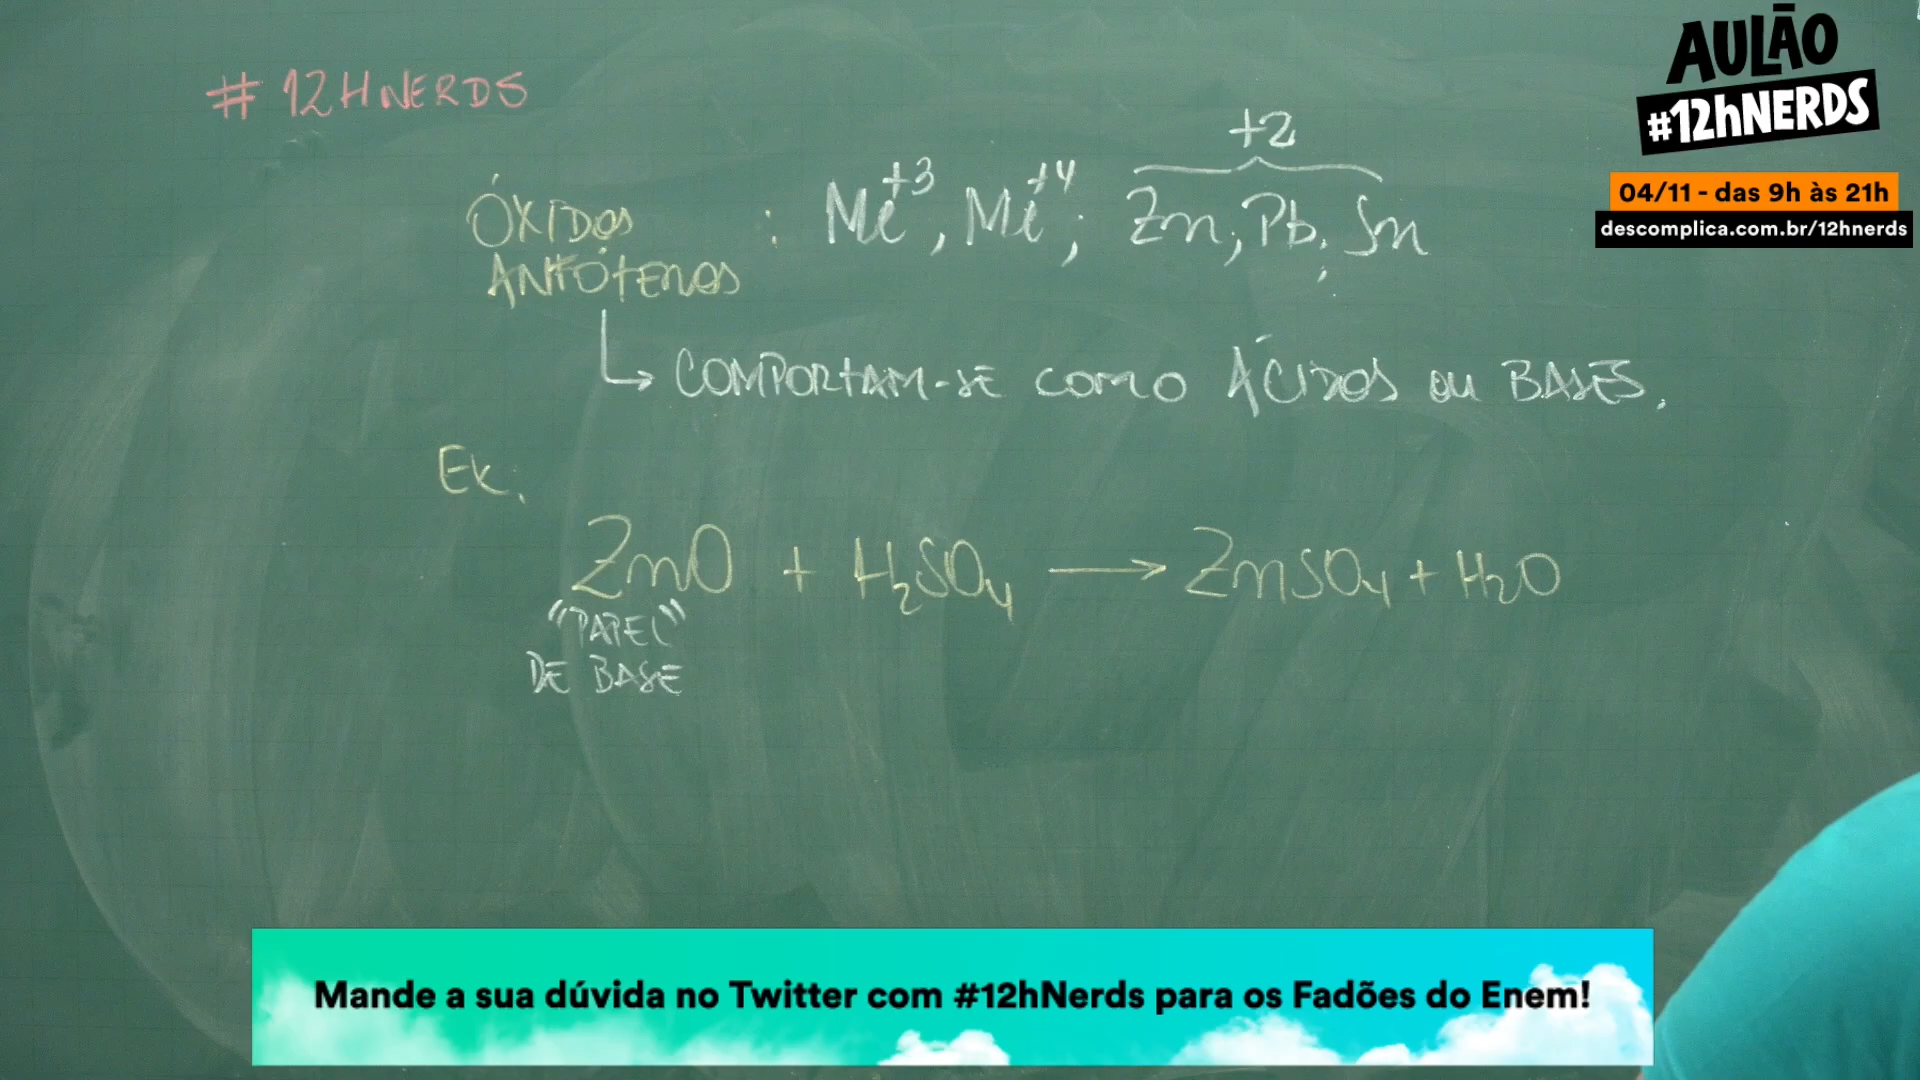 # 12HNERDS
AULÃO
#12hNERDS
04/11 - das 9h às 21h
descomplica.com.br/12hnerds
+2
ÓXIDOS ANFÓTEROS : Me+3, Me+4; Zn, Pb, Sn
COMPORTAM-SE COMO ÁCIDOS OU BASES.
Ex:
ZnO + H2SO4 → ZnSO4 + H2O
"PAPEL"
DE BASE
Mande a sua dúvida no Twitter com #12hNerds para os Fadões do Enem!